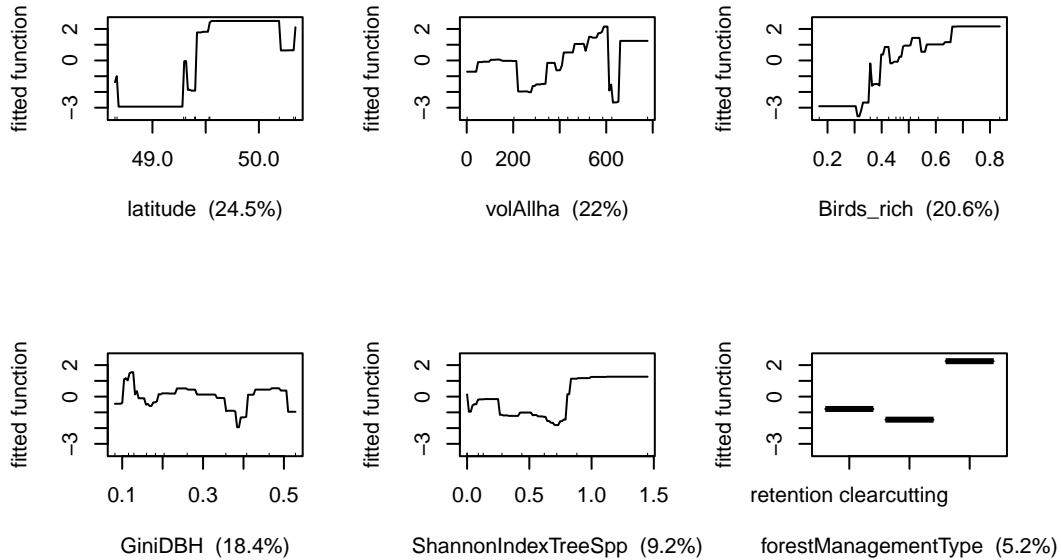 fitted function
-3 0 2
49.0 50.0
latitude (24.5%)
fitted function
-3 0 2
0 200 600
volAllha (22%)
fitted function
-3 0 2
0.2 0.4 0.6 0.8
Birds_rich (20.6%)
fitted function
-3 0 2
0.1 0.3 0.5
GiniDBH (18.4%)
fitted function
-3 0 2
0.0 0.5 1.0 1.5
ShannonIndexTreeSpp (9.2%)
fitted function
-3 0 2
retention clearcutting
forestManagementType (5.2%)